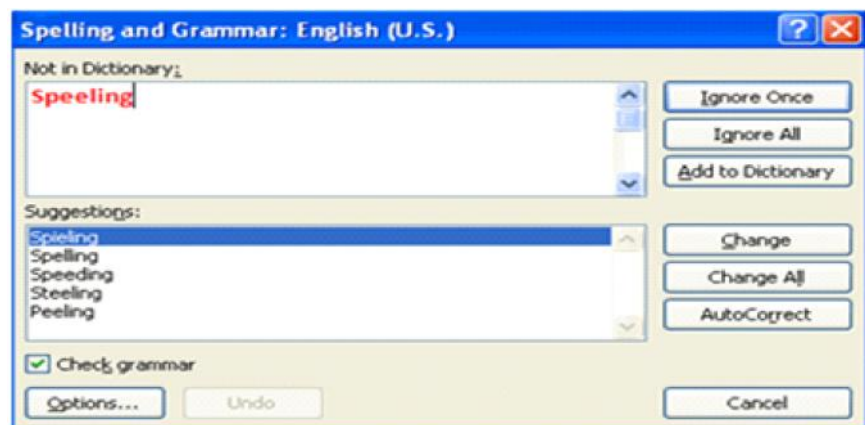 Spelling and Grammar: English (U.S.)
Not in Dictionary:
Speeling
Ignore Once
Ignore All
Add to Dictionary
Suggestions:
Spieling
Spelling
Speeding
Steeling
Peeling
Change
Change All
AutoCorrect
Check grammar
Options...
Undo
Cancel